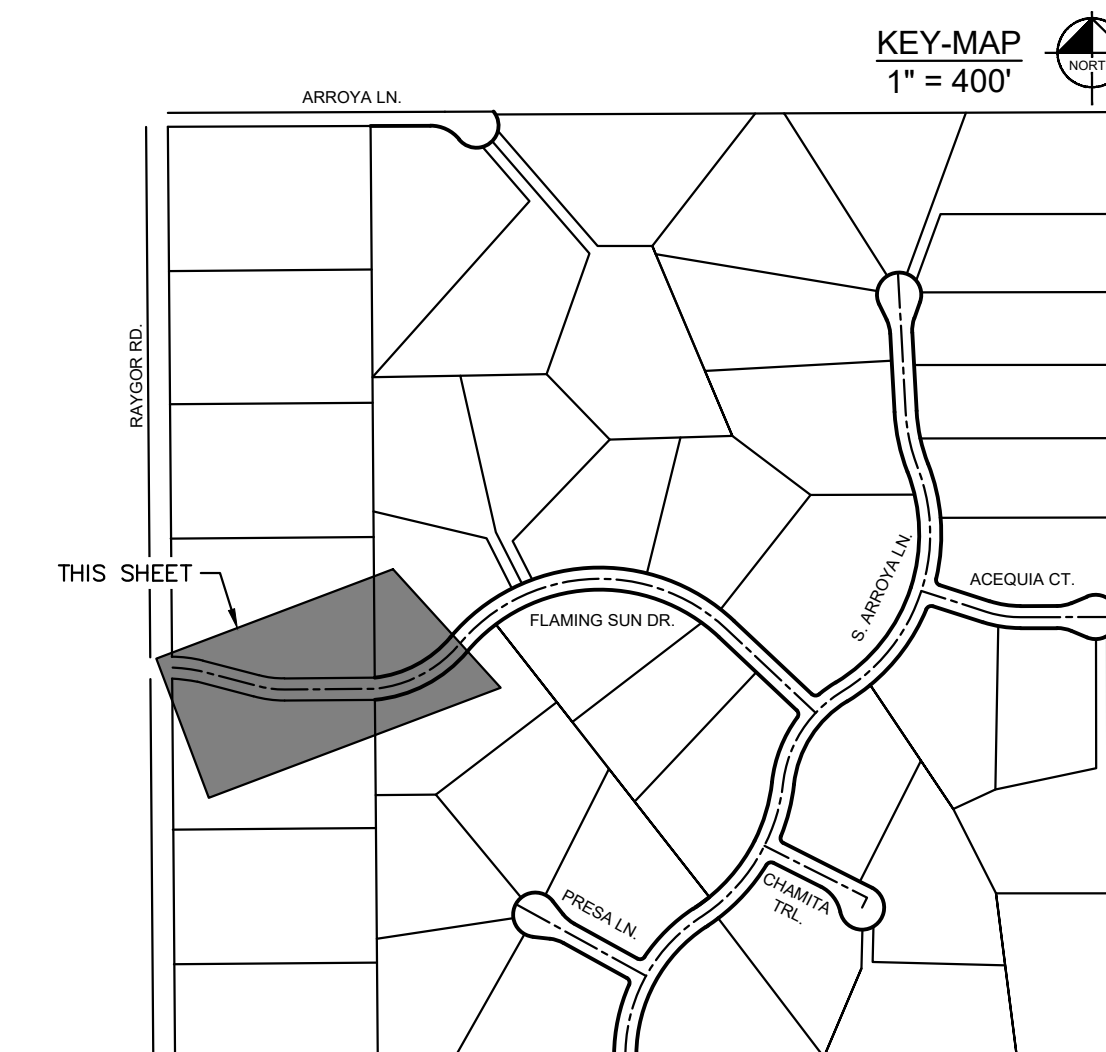 KEY-MAP
1" = 400'
NORT
ARROYA LN.
RAYGOR RD.
THIS SHEET
FLAMING SUN DR.
S. ARROYA LN.
ACEQUIA CT.
PRESA LN.
CHAMITA
TRL.